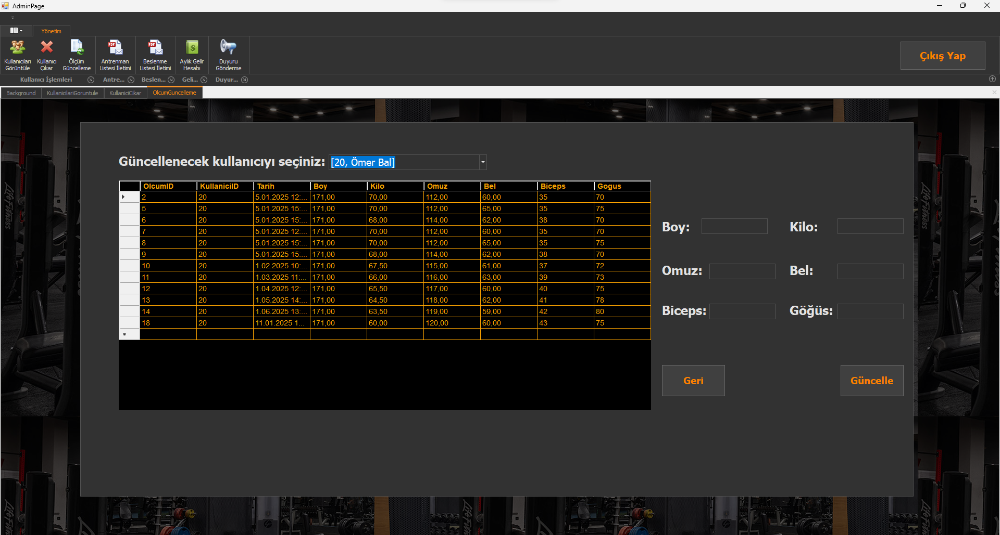 AdminPage
Yönetim
Kullanıcıları Görüntüle
Kullanıcı Çıkar
Ölçüm Güncelleme
Antrenman Listesi İletimi
Beslenme Listesi İletimi
Aylık Gelir Hesabı
Duyuru Gönderme
Çıkış Yap
Kullanıcı İşlemleri Antre... Beslen... Geli... Duyur...
Background KullanicilariGoruntule KullaniciCikar OlcumGuncelleme
Güncellenecek kullanıcıyı seçiniz: [20, Ömer Bal]
OlcumID KullaniciID Tarih Boy Kilo Omuz Bel Biceps Gogus
2 20 5.01.2025 12:... 171,00 70,00 112,00 60,00 35 70
5 20 5.01.2025 15:... 171,00 70,00 112,00 65,00 35 75
6 20 5.01.2025 15:... 171,00 68,00 114,00 62,00 38 70
7 20 5.01.2025 12:... 171,00 70,00 112,00 60,00 35 70
8 20 5.01.2025 15:... 171,00 70,00 112,00 65,00 35 75
9 20 5.01.2025 15:... 171,00 68,00 114,00 62,00 38 70
10 20 1.02.2025 10:... 171,00 67,50 115,00 61,00 37 72
11 20 1.03.2025 11:... 171,00 66,00 116,00 63,00 39 73
12 20 1.04.2025 12:... 171,00 65,50 117,00 60,00 40 75
13 20 1.05.2025 14:... 171,00 64,50 118,00 62,00 41 78
14 20 1.06.2025 13:... 171,00 63,50 119,00 59,00 42 80
18 20 11.01.2025 1... 171,00 60,00 120,00 60,00 43 75
Boy: Kilo:
Omuz: Bel:
Biceps: Göğüs:
Geri Güncelle
Life Fitness
Life Fitness